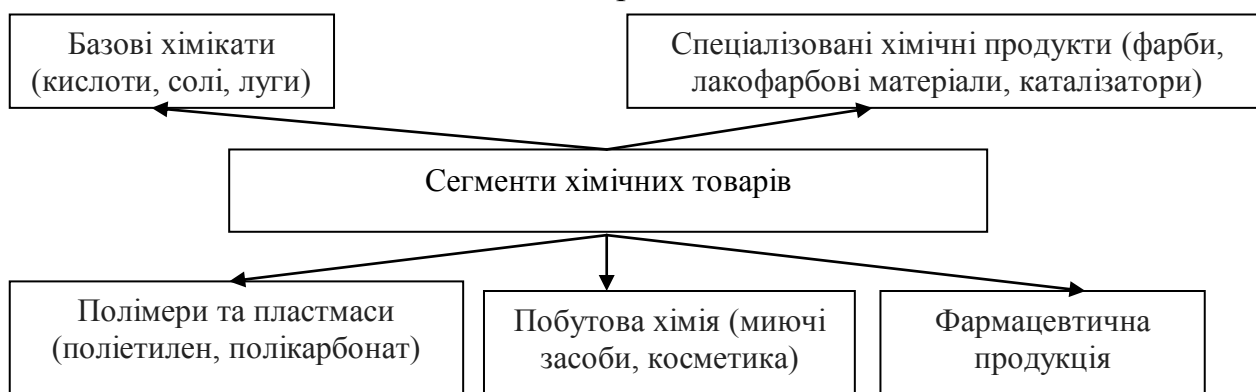 Базові хімікати
(кислоти, солі, луги)
Спеціалізовані хімічні продукти (фарби,
лакофарбові матеріали, каталізатори)
Сегменти хімічних товарів
Полімери та пластмаси
(поліетилен, полікарбонат)
Побутова хімія (миючі
засоби, косметика)
Фармацевтична
продукція